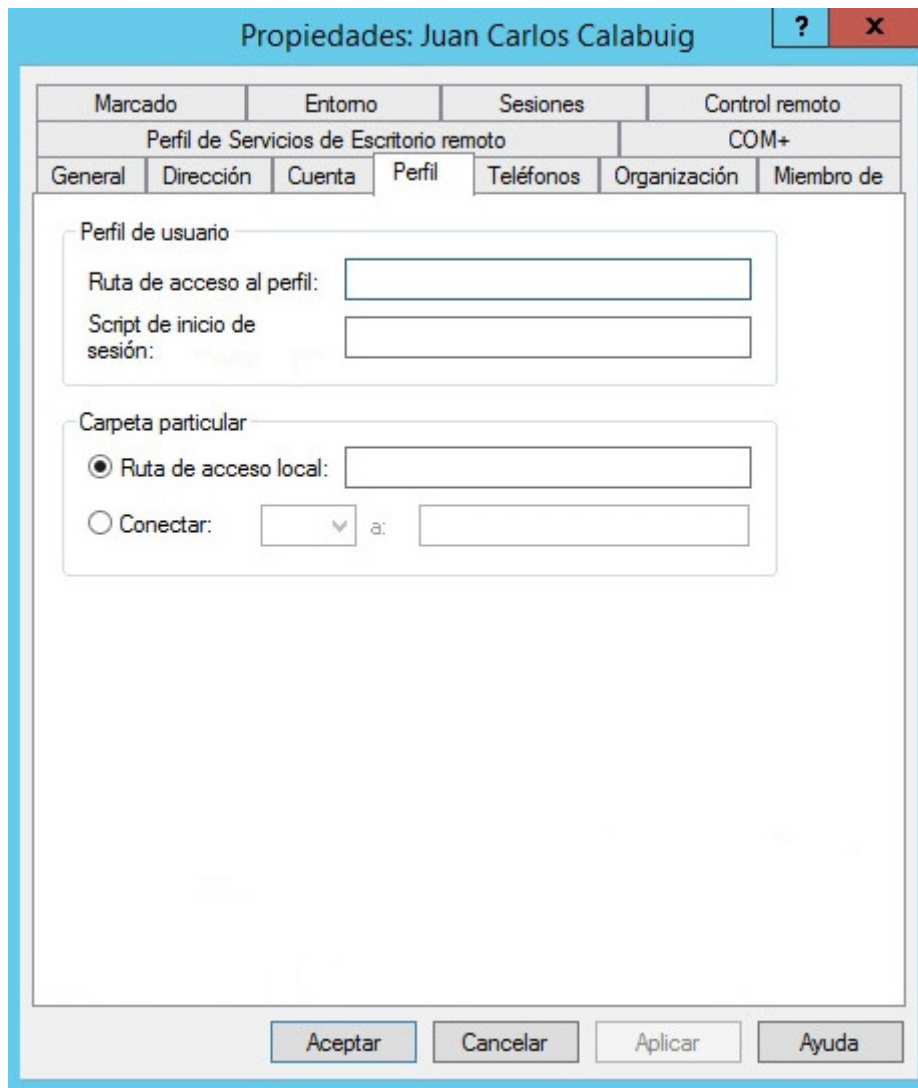 Propiedades: Juan Carlos Calabuig
? x
Marcado Entorno Sesiones Control remoto
Perfil de Servicios de Escritorio remoto COM+
General Dirección Cuenta Perfil Teléfonos Organización Miembro de
Perfil de usuario
Ruta de acceso al perfil:
Script de inicio de
sesión:
Carpeta particular
Ruta de acceso local:
Conectar: a:
Aceptar Cancelar Aplicar Ayuda